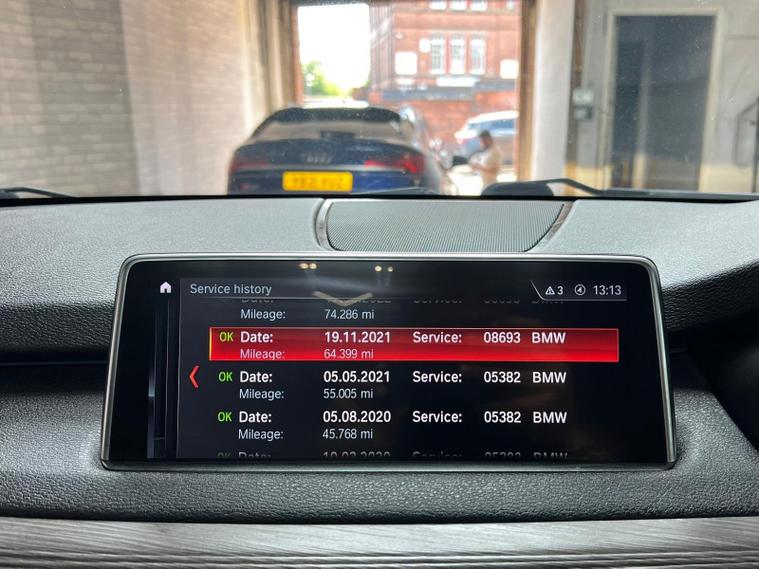 Service history
3
13:13
Mileage: 74.286 mi
OK Date: 19.11.2021 Service: 08693 BMW
Mileage: 64.399 mi
OK Date: 05.05.2021 Service: 05382 BMW
Mileage: 55.005 mi
OK Date: 05.08.2020 Service: 05382 BMW
Mileage: 45.768 mi